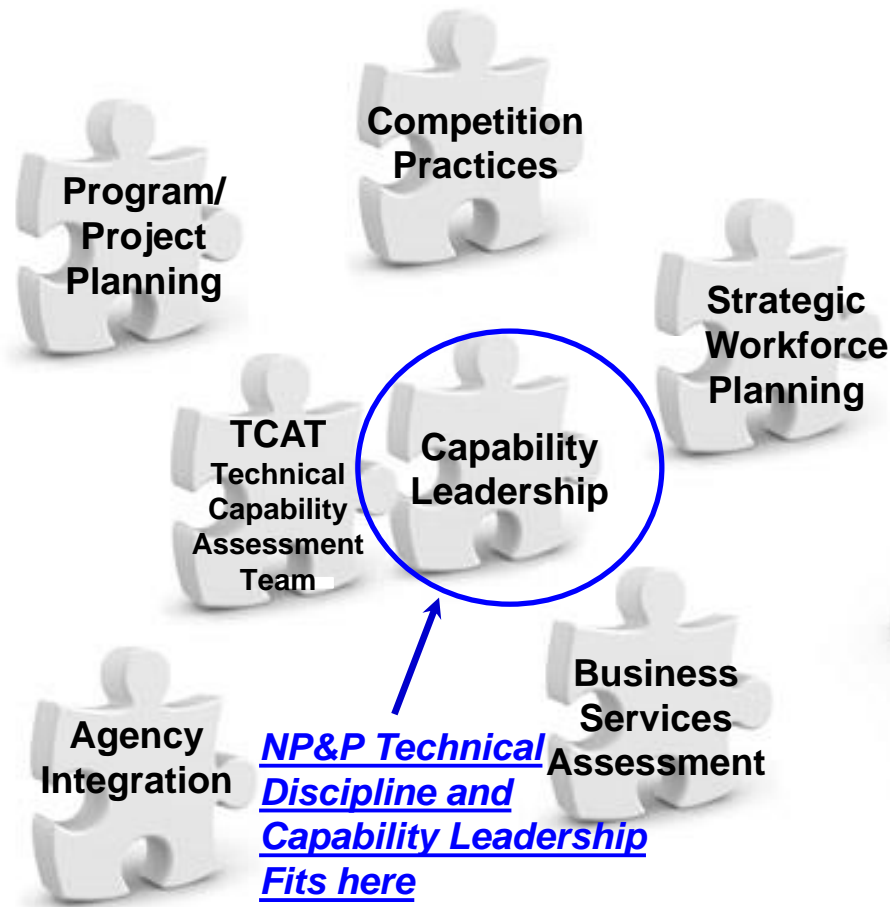 Competition
Practices
Program/
Project
Planning
Strategic
Workforce
Planning
TCAT
Technical
Capability
Assessment
Team
Capability
Leadership
Business
Services
Assessment
Agency
Integration
NP&P Technical
Discipline and
Capability Leadership
Fits here